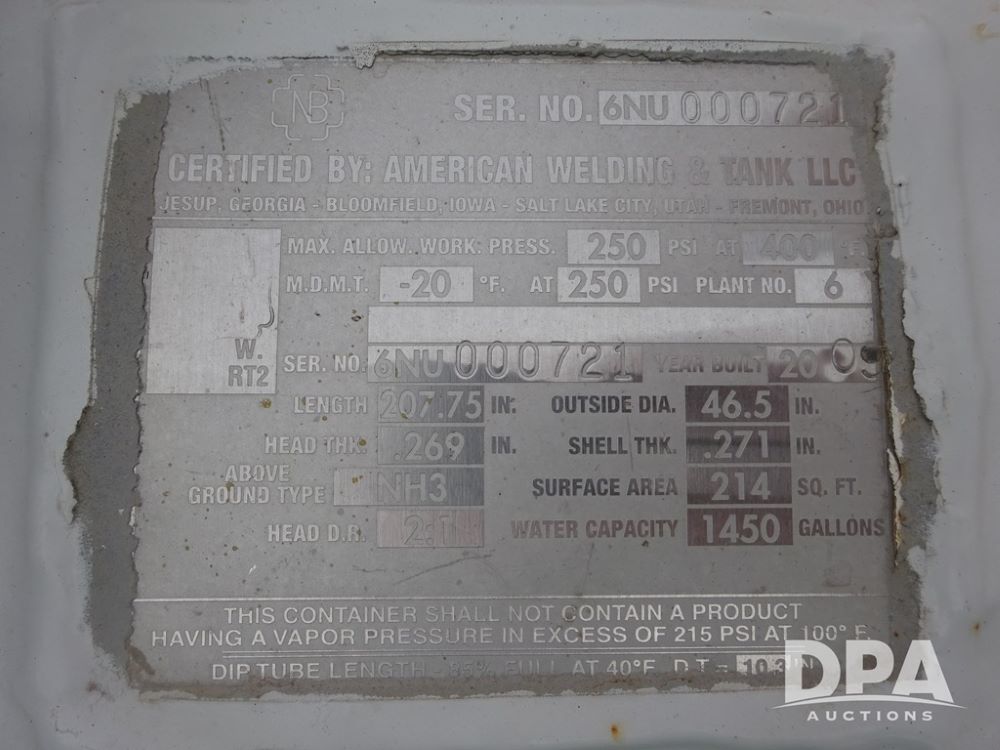 NB
SER. NO. 6NU 000721
CERTIFIED BY: AMERICAN WELDING & TANK LLC
JESUP, GEORGIA - BLOOMFIELD, IOWA - SALT LAKE CITY, UTAH - FREMONT, OHIO
MAX. ALLOW. WORK. PRESS. 250 PSI AT 400 °F.
M.D.M.T. -20 °F. AT 250 PSI PLANT NO. 6
W.
RT2
SER. NO. 6NU 000721 YEAR BUILT 20 09
LENGTH 207.75 IN. OUTSIDE DIA. 46.5 IN.
HEAD THK. .269 IN. SHELL THK. .271 IN.
ABOVE
GROUND TYPE NH3 SURFACE AREA 214 SQ. FT.
HEAD D.R. 2:1 WATER CAPACITY 1450 GALLONS
THIS CONTAINER SHALL NOT CONTAIN A PRODUCT
HAVING A VAPOR PRESSURE IN EXCESS OF 215 PSI AT 100° F.
DIP TUBE LENGTH - 85% FULL AT 40°F. D.T. =
DPA
AUCTIONS